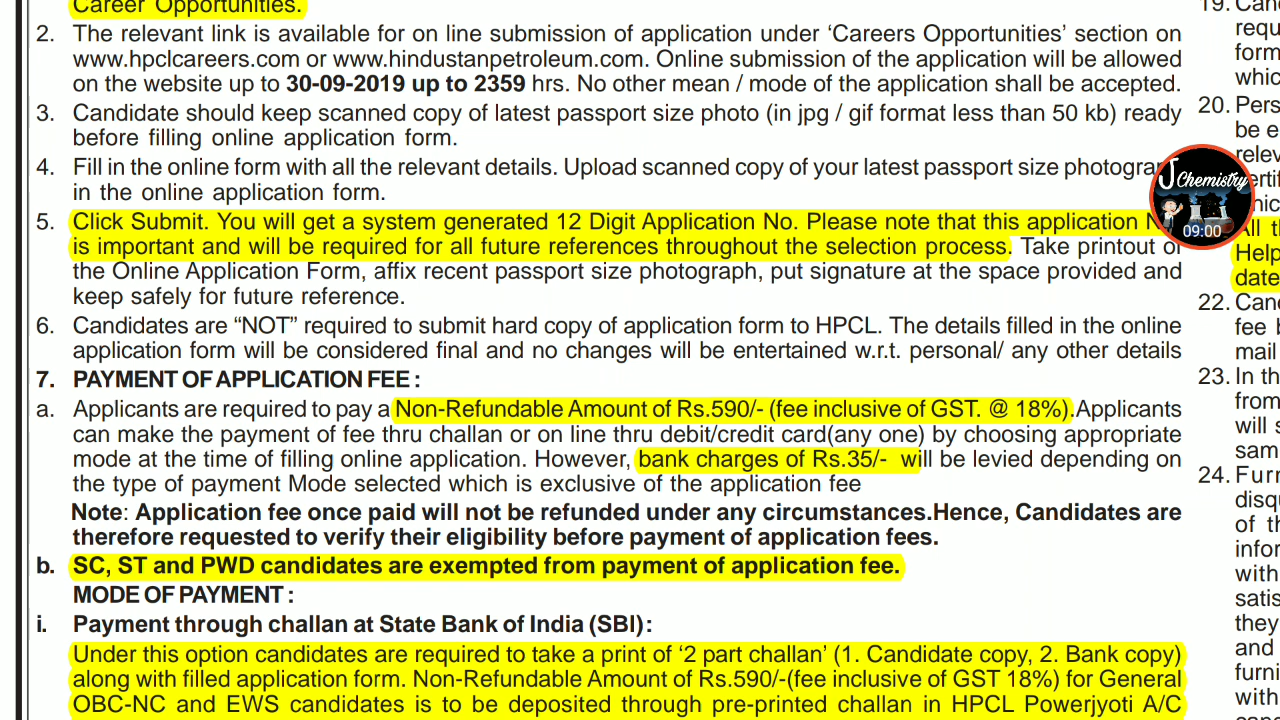 Career Opportunities.
2. The relevant link is available for on line submission of application under ‘Careers Opportunities’ section on
www.hpclcareers.com or www.hindustanpetroleum.com. Online submission of the application will be allowed
on the website up to 30-09-2019 up to 2359 hrs. No other mean / mode of the application shall be accepted.
3. Candidate should keep scanned copy of latest passport size photo (in jpg / gif format less than 50 kb) ready
before filling online application form.
4. Fill in the online form with all the relevant details. Upload scanned copy of your latest passport size
in the online application form.
5. Click Submit. You will get a system generated 12 Digit Application No. Please note that this application
is important and will be required for all future references throughout the selection process. Take printout of
the Online Application Form, affix recent passport size photograph, put signature at the space provided and
keep safely for future reference.
6. Candidates are “NOT” required to submit hard copy of application form to HPCL. The details filled in the online
application form will be considered final and no changes will be entertained w.r.t. personal/ any other details
7. PAYMENT OF APPLICATION FEE :
a. Applicants are required to pay a Non-Refundable Amount of Rs.590/- (fee inclusive of GST. @ 18%).Applicants
can make the payment of fee thru challan or on line thru debit/credit card(any one) by choosing appropriate
mode at the time of filling online application. However, bank charges of Rs.35/- will be levied depending on
the type of payment Mode selected which is exclusive of the application fee
Note: Application fee once paid will not be refunded under any circumstances.Hence, Candidates are
therefore requested to verify their eligibility before payment of application fees.
b. SC, ST and PWD candidates are exempted from payment of application fee.
MODE OF PAYMENT :
i. Payment through challan at State Bank of India (SBI):
Under this option candidates are required to take a print of ‘2 part challan’ (1. Candidate copy, 2. Bank copy)
along with filled application form. Non-Refundable Amount of Rs.590/-(fee inclusive of GST 18%) for General
OBC-NC and EWS candidates is to be deposited through pre-printed challan in HPCL Powerjyoti A/C
J Chemistry
09:00
19.
20.
be
All
Help
date
22.
fee
mail
23. In
from
will
24.
of
with
they
and
with